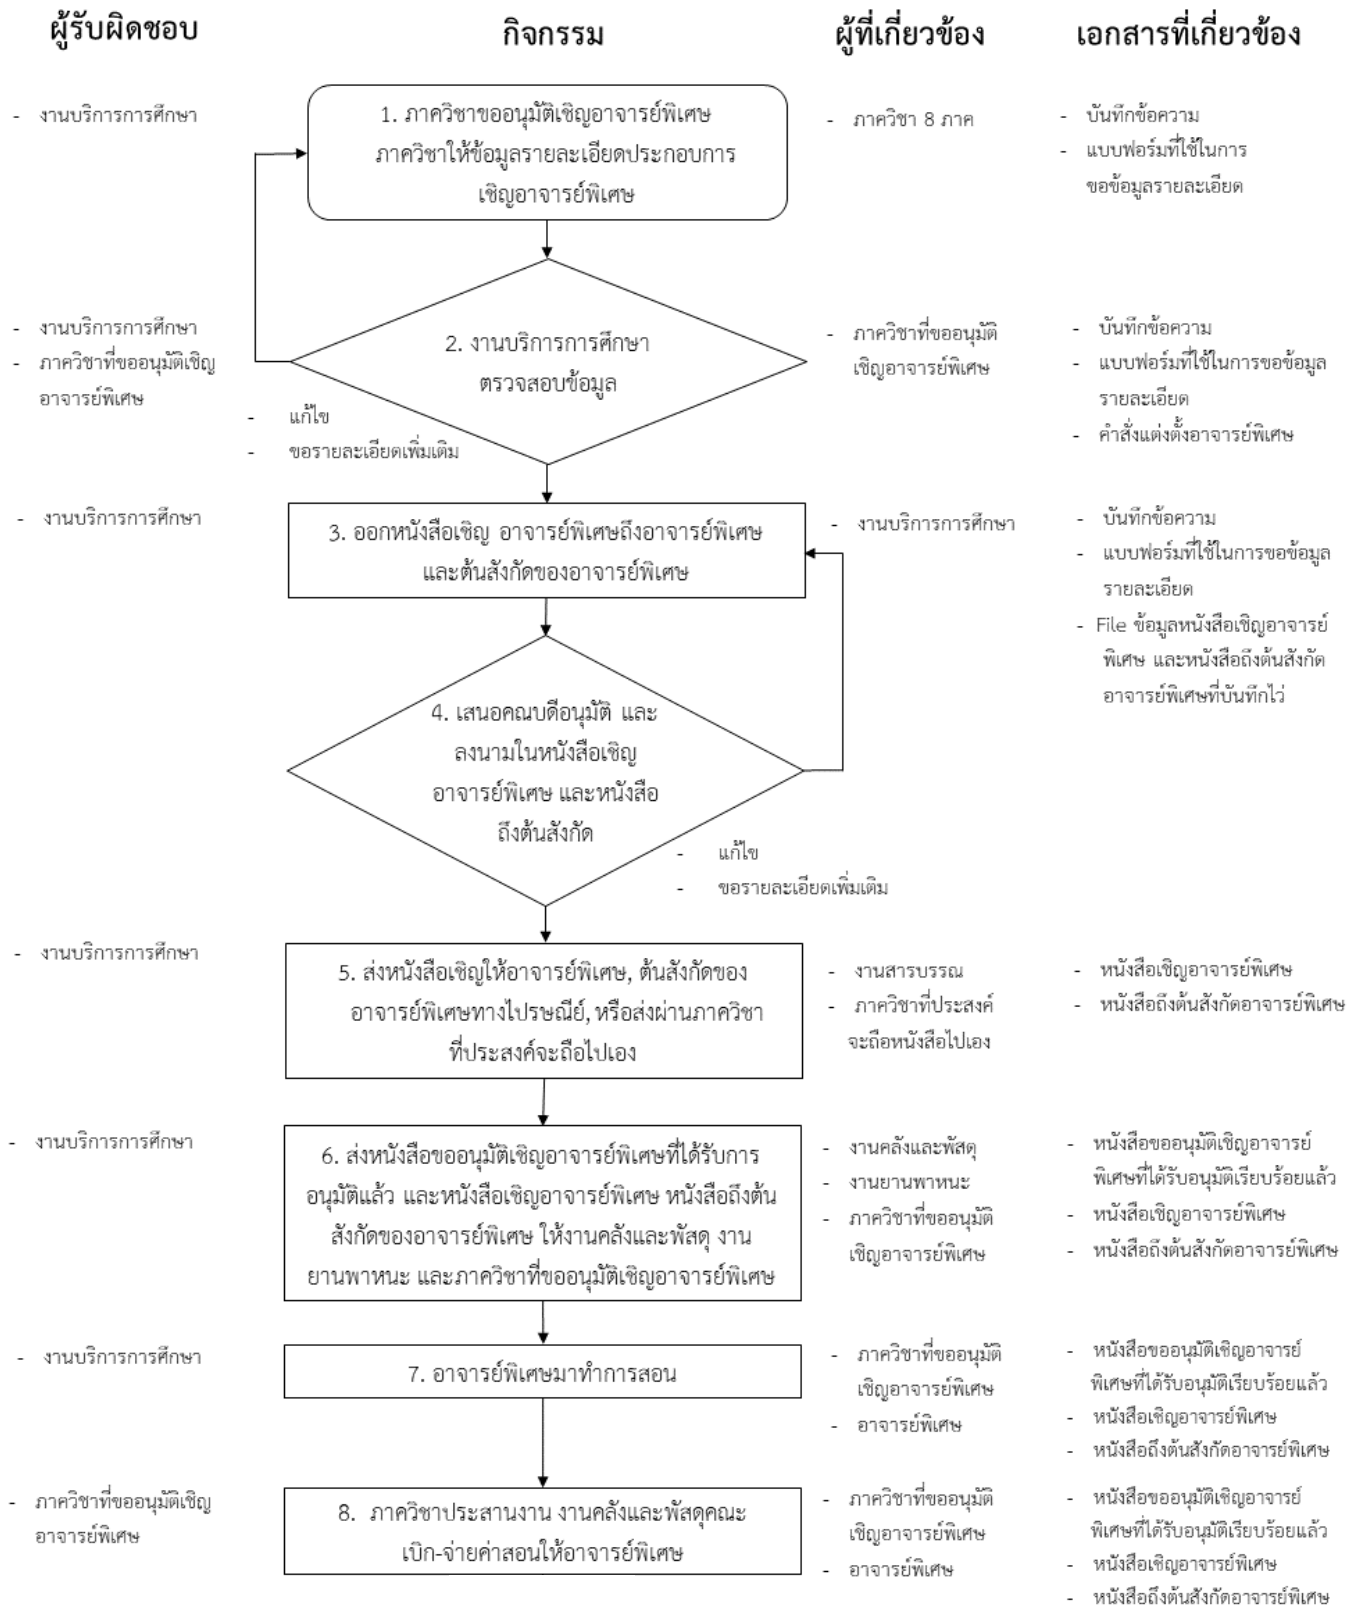 ผู้รับผิดชอบ
กิจกรรม
ผู้ที่เกี่ยวข้อง
เอกสารที่เกี่ยวข้อง
- งานบริการการศึกษา
1. ภาควิชาขออนุมัติเชิญอาจารย์พิเศษ
ภาควิชาให้ข้อมูลรายละเอียดประกอบการ
เชิญอาจารย์พิเศษ
- ภาควิชา 8 ภาค
- บันทึกข้อความ
- แบบฟอร์มที่ใช้ในการ
ขอข้อมูลรายละเอียด
- งานบริการการศึกษา
- ภาควิชาที่ขออนุมัติเชิญ
อาจารย์พิเศษ
2. งานบริการการศึกษา
ตรวจสอบข้อมูล
- แก้ไข
- ขอรายละเอียดเพิ่มเติม
- ภาควิชาที่ขออนุมัติ
เชิญอาจารย์พิเศษ
- บันทึกข้อความ
- แบบฟอร์มที่ใช้ในการขอข้อมูล
รายละเอียด
- คำสั่งแต่งตั้งอาจารย์พิเศษ
- งานบริการการศึกษา
3. ออกหนังสือเชิญ อาจารย์พิเศษถึงอาจารย์พิเศษ
และต้นสังกัดของอาจารย์พิเศษ
- งานบริการการศึกษา
- บันทึกข้อความ
- แบบฟอร์มที่ใช้ในการขอข้อมูล
รายละเอียด
- File ข้อมูลหนังสือเชิญอาจารย์
พิเศษ และหนังสือถึงต้นสังกัด
อาจารย์พิเศษที่บันทึกไว่
4. เสนอคณบดีอนุมัติ และ
ลงนามในหนังสือเชิญ
อาจารย์พิเศษ และหนังสือ
ถึงต้นสังกัด
- แก้ไข
- ขอรายละเอียดเพิ่มเติม
- งานบริการการศึกษา
5. ส่งหนังสือเชิญให้อาจารย์พิเศษ, ต้นสังกัดของ
อาจารย์พิเศษทางไปรษณีย์, หรือส่งผ่านภาควิชา
ที่ประสงค์จะถือไปเอง
- งานสารบรรณ
- ภาควิชาที่ประสงค์
จะถือหนังสือไปเอง
- หนังสือเชิญอาจารย์พิเศษ
- หนังสือถึงต้นสังกัดอาจารย์พิเศษ
- งานบริการการศึกษา
6. ส่งหนังสือขออนุมัติเชิญอาจารย์พิเศษที่ได้รับการ
อนุมัติแล้ว และหนังสือเชิญอาจารย์พิเศษ หนังสือถึงต้น
สังกัดของอาจารย์พิเศษ ให้งานคลังและพัสดุ งาน
ยานพาหนะ และภาควิชาที่ขออนุมัติเชิญอาจารย์พิเศษ
- งานคลังและพัสดุ
- งานยานพาหนะ
- ภาควิชาที่ขออนุมัติ
เชิญอาจารย์พิเศษ
- หนังสือขออนุมัติเชิญอาจารย์
พิเศษที่ได้รับอนุมัติเรียบร้อยแล้ว
- หนังสือเชิญอาจารย์พิเศษ
- หนังสือถึงต้นสังกัดอาจารย์พิเศษ
- งานบริการการศึกษา
7. อาจารย์พิเศษมาทำการสอน
- ภาควิชาที่ขออนุมัติ
เชิญอาจารย์พิเศษ
- อาจารย์พิเศษ
- หนังสือขออนุมัติเชิญอาจารย์
พิเศษที่ได้รับอนุมัติเรียบร้อยแล้ว
- หนังสือเชิญอาจารย์พิเศษ
- หนังสือถึงต้นสังกัดอาจารย์พิเศษ
- ภาควิชาที่ขออนุมัติเชิญ
อาจารย์พิเศษ
8. ภาควิชาประสานงาน งานคลังและพัสดุคณะ
เบิก-จ่ายค่าสอนให้อาจารย์พิเศษ
- ภาควิชาที่ขออนุมัติ
เชิญอาจารย์พิเศษ
- อาจารย์พิเศษ
- หนังสือขออนุมัติเชิญอาจารย์
พิเศษที่ได้รับอนุมัติเรียบร้อยแล้ว
- หนังสือเชิญอาจารย์พิเศษ
- หนังสือถึงต้นสังกัดอาจารย์พิเศษ